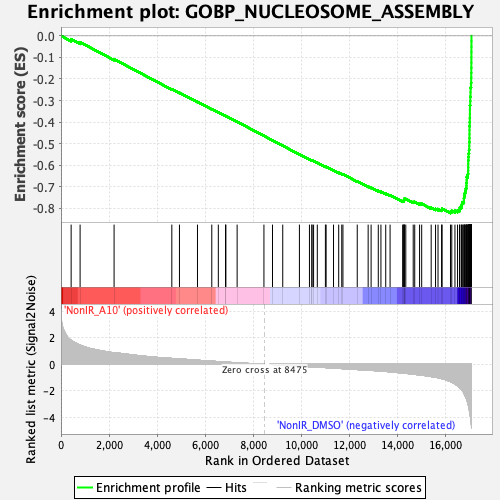 Enrichment plot: GOBP_NUCLEOSOME_ASSEMBLY
Enrichment score (ES)
0.0
-0.1
-0.2
-0.3
-0.4
-0.5
-0.6
-0.7
-0.8
Ranked list metric (Signal2Noise)
4
2
0
-2
-4
'NonIR_A10' (positively correlated)
Zero cross at 8475
'NonIR_DMSO' (negatively correlated)
0 2,000 4,000 6,000 8,000 10,000 12,000 14,000 16,000
Rank in Ordered Dataset
Enrichment profile Hits Ranking metric scores